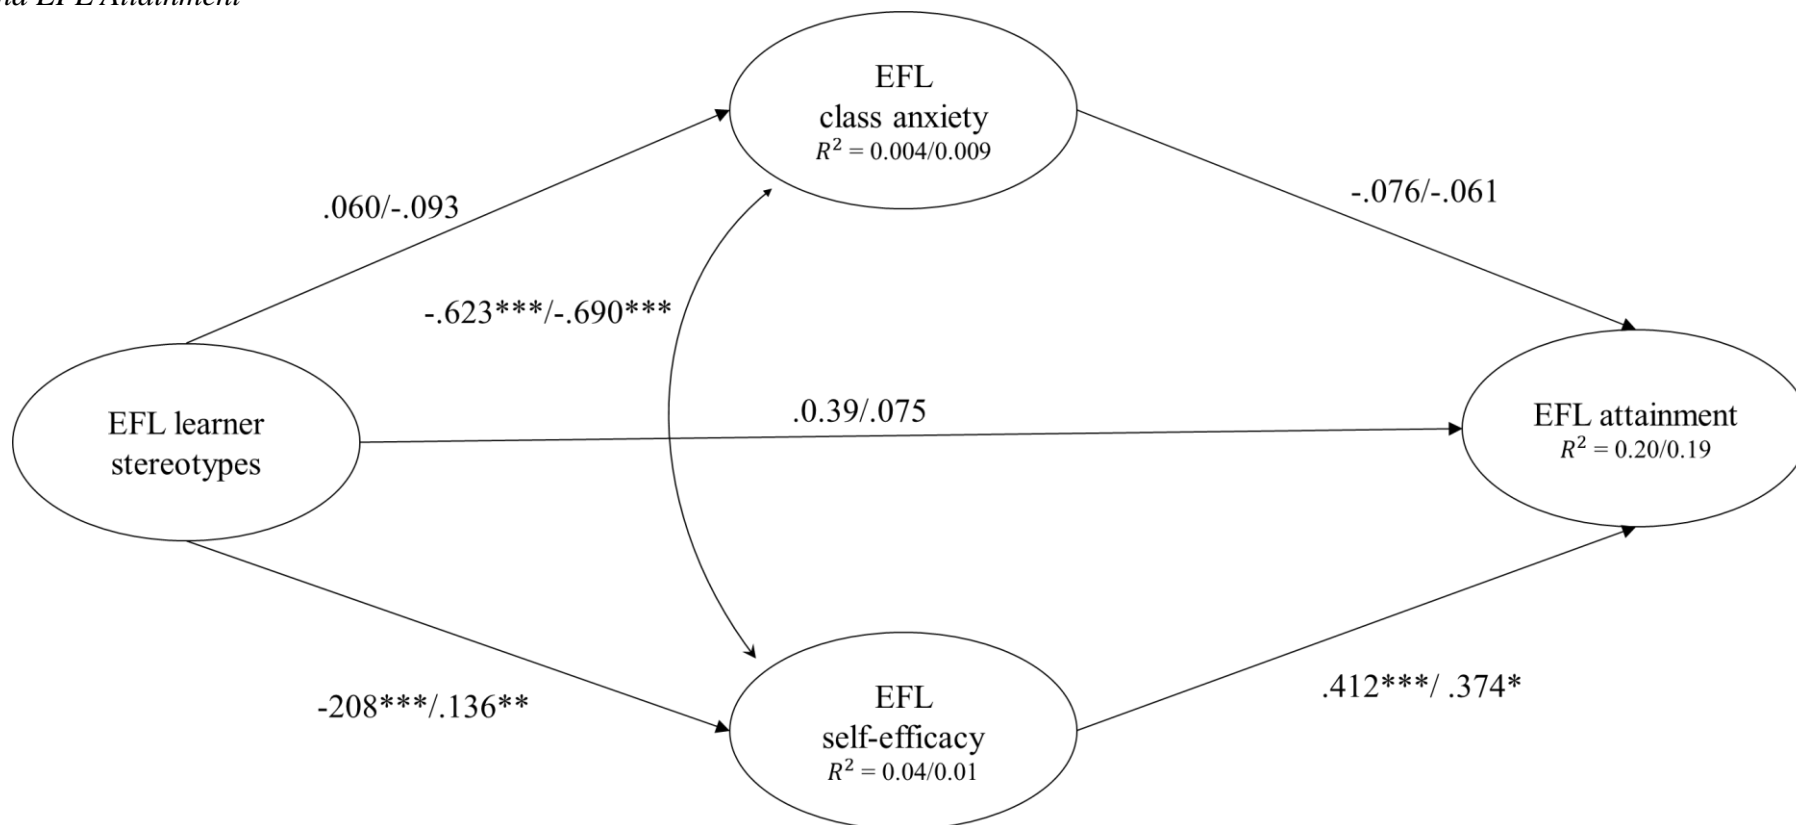 EFL Attainment
EFL
class anxiety
R² = 0.004/0.009
.060/-.093
-.076/-.061
-.623***/-.690***
.0.39/.075
EFL learner
stereotypes
EFL attainment
R² = 0.20/0.19
-208***/.136**
.412***/ .374*
EFL
self-efficacy
R² = 0.04/0.01